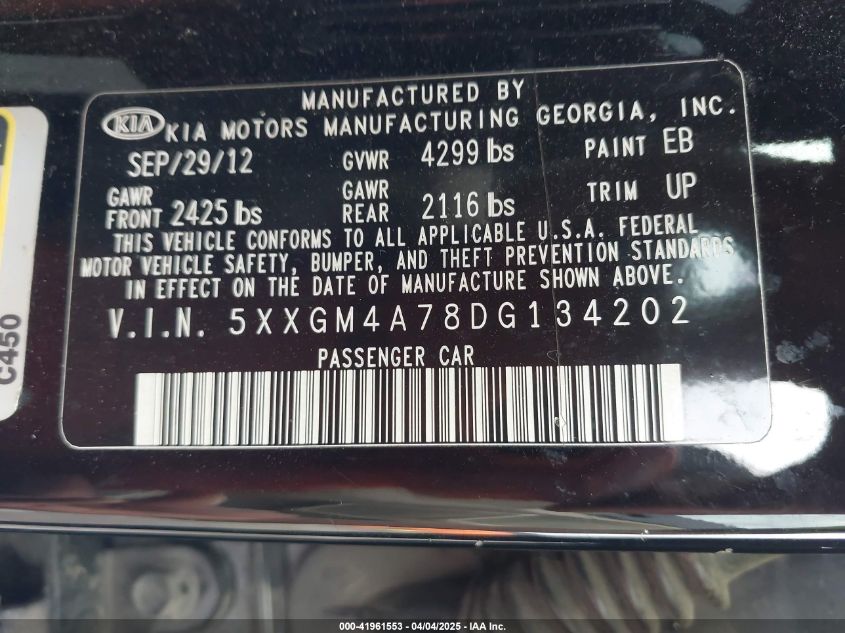 MANUFACTURED BY
KIA KIA MOTORS MANUFACTURING GEORGIA, INC.
SEP/29/12 GVWR 4299 lbs PAINT EB
GAWR FRONT 2425 lbs GAWR REAR 2116 lbs TRIM UP
THIS VEHICLE CONFORMS TO ALL APPLICABLE U.S.A. FEDERAL
MOTOR VEHICLE SAFETY, BUMPER, AND THEFT PREVENTION STANDARDS
IN EFFECT ON THE DATE OF MANUFACTURE SHOWN ABOVE.
V.I.N. 5XXGM4A78DG134202
PASSENGER CAR
C450
000-41961553 - 04/04/2025 - IAA Inc.